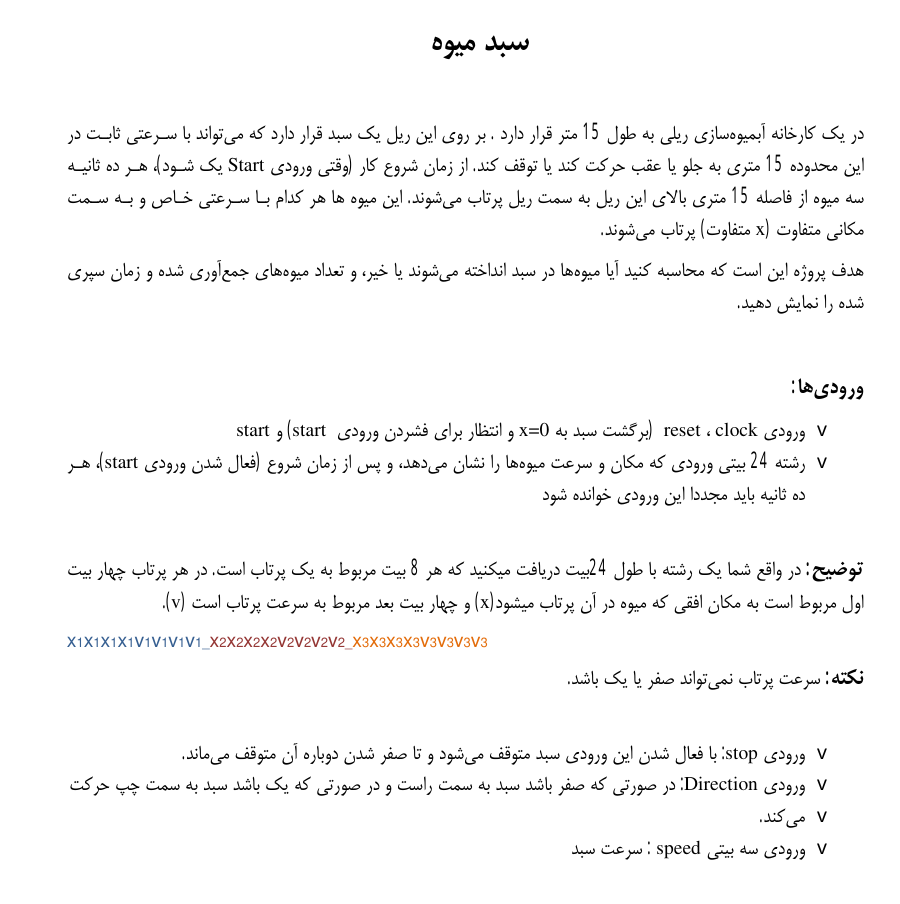 سبد میوه
در یک کارخانه آبمیوه‌سازی ریلی به طول 15 متر قرار دارد . بر روی این ریل یک سبد قرار دارد که می‌تواند با سرعتی ثابت در
این محدوده 15 متری به جلو یا عقب حرکت کند یا توقف کند. از زمان شروع کار (وقتی ورودی Start یک شود)، هر ده ثانیه
سه میوه از فاصله 15 متری بالای این ریل به سمت ریل پرتاب می‌شوند. این میوه ها هر کدام با سرعتی خاص و به سمت
مکانی متفاوت (x متفاوت) پرتاب می‌شوند.
هدف پروژه این است که محاسبه کنید آیا میوه‌ها در سبد انداخته می‌شوند یا خیر، و تعداد میوه‌های جمع‌آوری شده و زمان سپری
شده را نمایش دهید.
ورودی‌ها :
v ورودی reset ، clock (برگشت سبد به x=0 و انتظار برای فشردن ورودی start) و start
v رشته 24 بیتی ورودی که مکان و سرعت میوه‌ها را نشان می‌دهد، و پس از زمان شروع (فعال شدن ورودی start)، هر
ده ثانیه باید مجددا این ورودی خوانده شود
توضیح : در واقع شما یک رشته با طول 24بیت دریافت میکنید که هر 8 بیت مربوط به یک پرتاب است. در هر پرتاب چهار بیت
اول مربوط است به مکان افقی که میوه در آن پرتاب میشود(x) و چهار بیت بعد مربوط به سرعت پرتاب است (v).
X1X1X1X1V1V1V1V1_X2X2X2X2V2V2V2V2_X3X3X3X3V3V3V3V3
نکته : سرعت پرتاب نمی‌تواند صفر یا یک باشد.
v ورودی stop: با فعال شدن این ورودی سبد متوقف می‌شود و تا صفر شدن دوباره آن متوقف می‌ماند.
v ورودی Direction: در صورتی که صفر باشد سبد به سمت راست و در صورتی که یک باشد سبد به سمت چپ حرکت
v می‌کند.
v ورودی سه بیتی speed : سرعت سبد